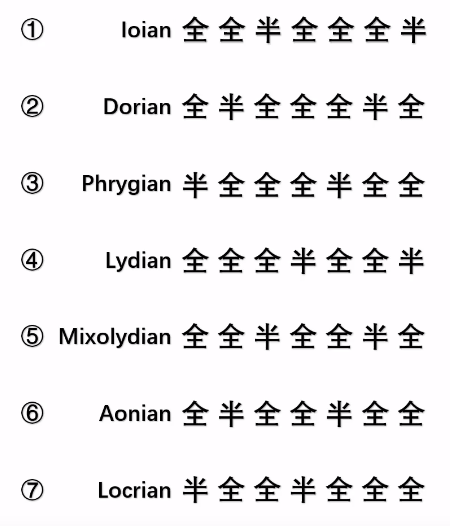 ① Ioian 全 全 半 全 全 全 半
② Dorian 全 半 全 全 全 半 全
③ Phrygian 半 全 全 全 半 全 全
④ Lydian 全 全 全 半 全 全 半
⑤ Mixolydian 全 全 半 全 全 半 全
⑥ Aonian 全 半 全 全 半 全 全
⑦ Locrian 半 全 全 半 全 全 全